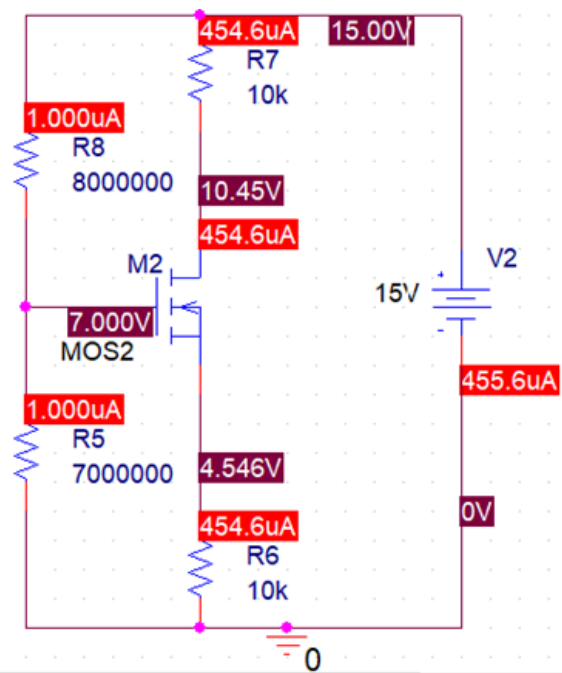 454.6uA
15.00V
R7
10k
1.000uA
R8
8000000
10.45V
454.6uA
M2
V2
+
15V
-
7.000V
MOS2
455.6uA
1.000uA
R5
7000000
4.546V
0V
454.6uA
R6
10k
0